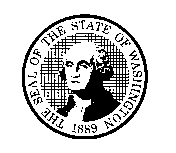 THE SEAL OF THE STATE OF WASHINGTON
1889